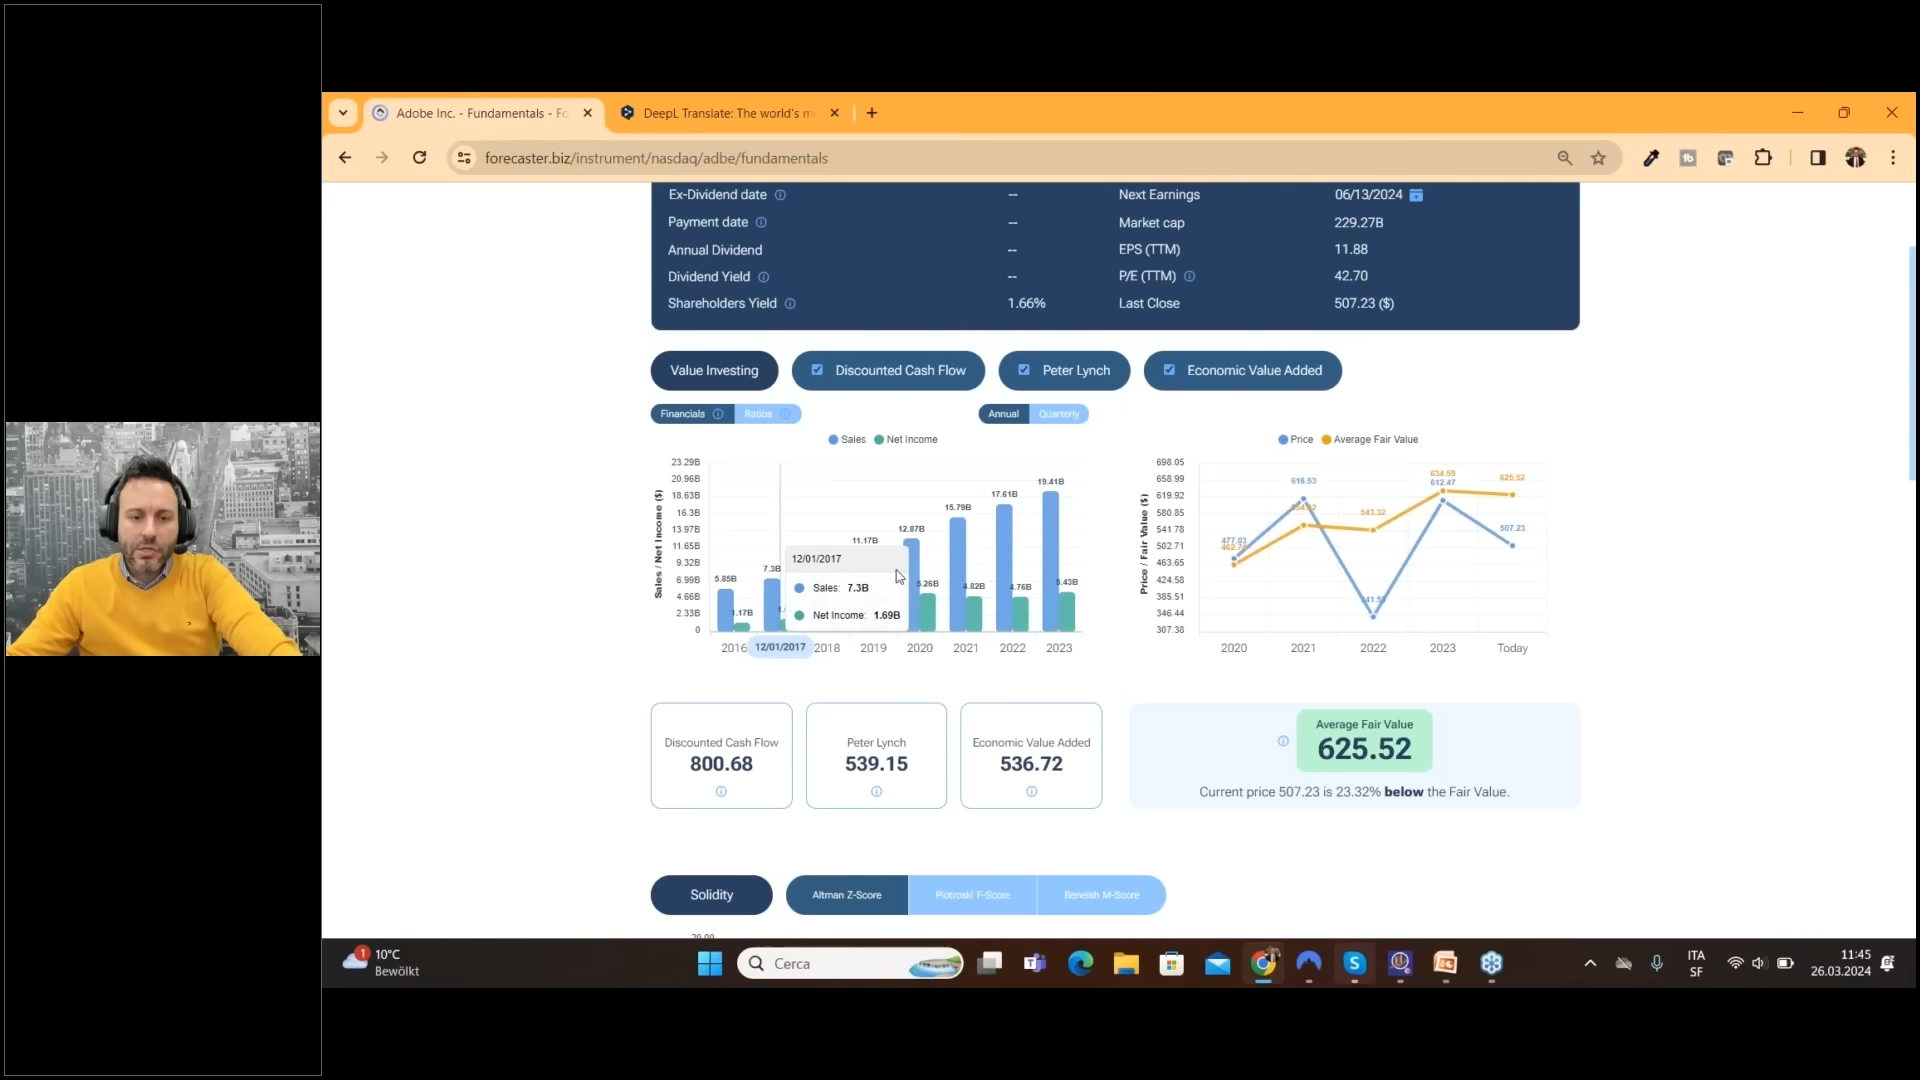 Adobe Inc. - Fundamentals - Fo
DeepL Translate: The world's m
forecaster.biz/instrument/nasdaq/adbe/fundamentals
Ex-Dividend date -- Next Earnings 06/13/2024
Payment date -- Market cap 229.27B
Annual Dividend -- EPS (TTM) 11.88
Dividend Yield -- P/E (TTM) 42.70
Shareholders Yield 1.66% Last Close 507.23 ($)
Value Investing Discounted Cash Flow Peter Lynch Economic Value Added
Financials Ratios Annual Quarterly
Sales Net Income
Sales / Net Income ($)
23.29B
20.96B
18.63B
16.3B
13.97B
11.65B
9.32B
6.99B
4.66B
2.33B
0
5.85B
1.17B
7.3B
11.17B
12.87B
5.26B
15.79B
4.82B
17.61B
4.76B
19.41B
5.43B
12/01/2017
Sales: 7.3B
Net Income: 1.69B
2016 12/01/2017 2018 2019 2020 2021 2022 2023
Price Average Fair Value
Price / Fair Value ($)
698.05
658.99
619.92
580.85
541.78
502.71
463.65
424.58
385.51
346.44
307.38
477.03
616.53
543.32
634.59
612.47
625.52
507.23
2020 2021 2022 2023 Today
Discounted Cash Flow
800.68
Peter Lynch
539.15
Economic Value Added
536.72
Average Fair Value
625.52
Current price 507.23 is 23.32% below the Fair Value.
Solidity Altman Z-Score Piotroski F-Score Beneish M-Score
1
10°C
Bewölkt
Cerca
ITA
SF
11:45
26.03.2024